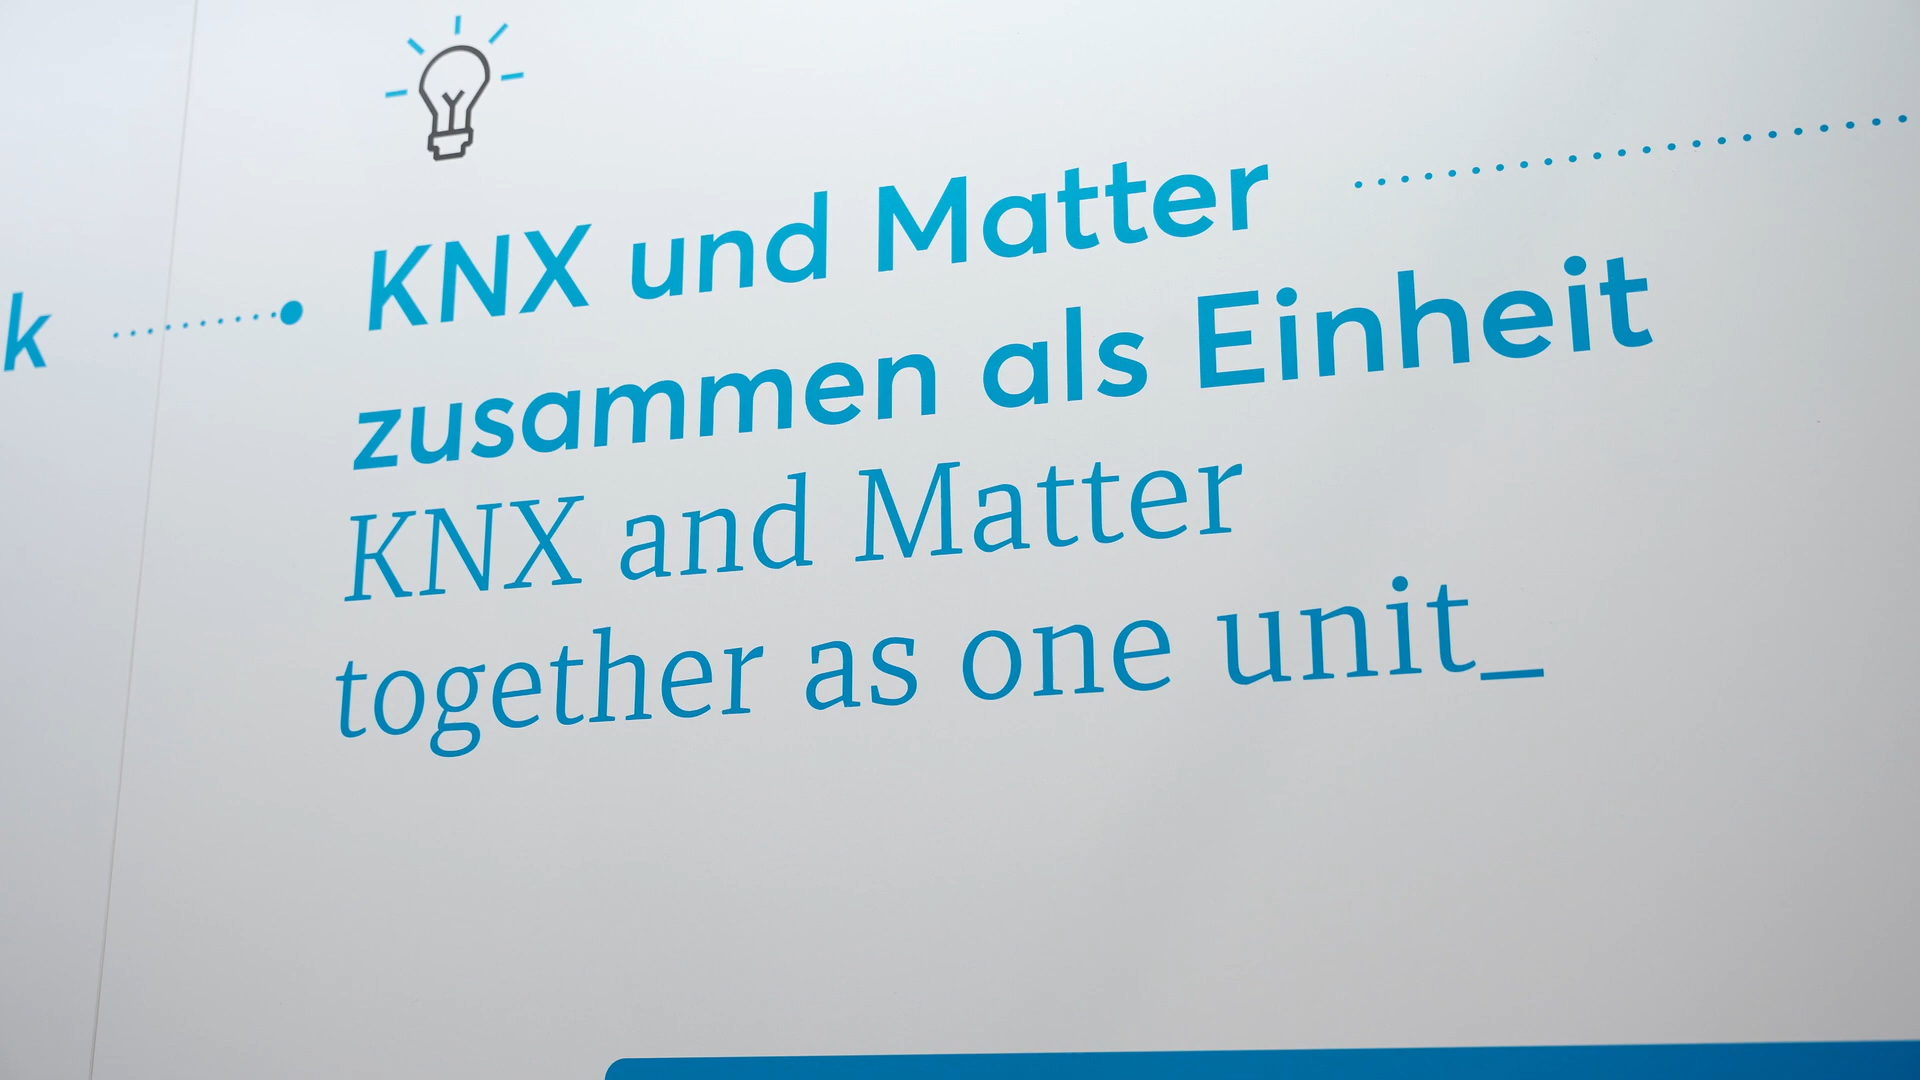 k
KNX und Matter
zusammen als Einheit
KNX and Matter
together as one unit_